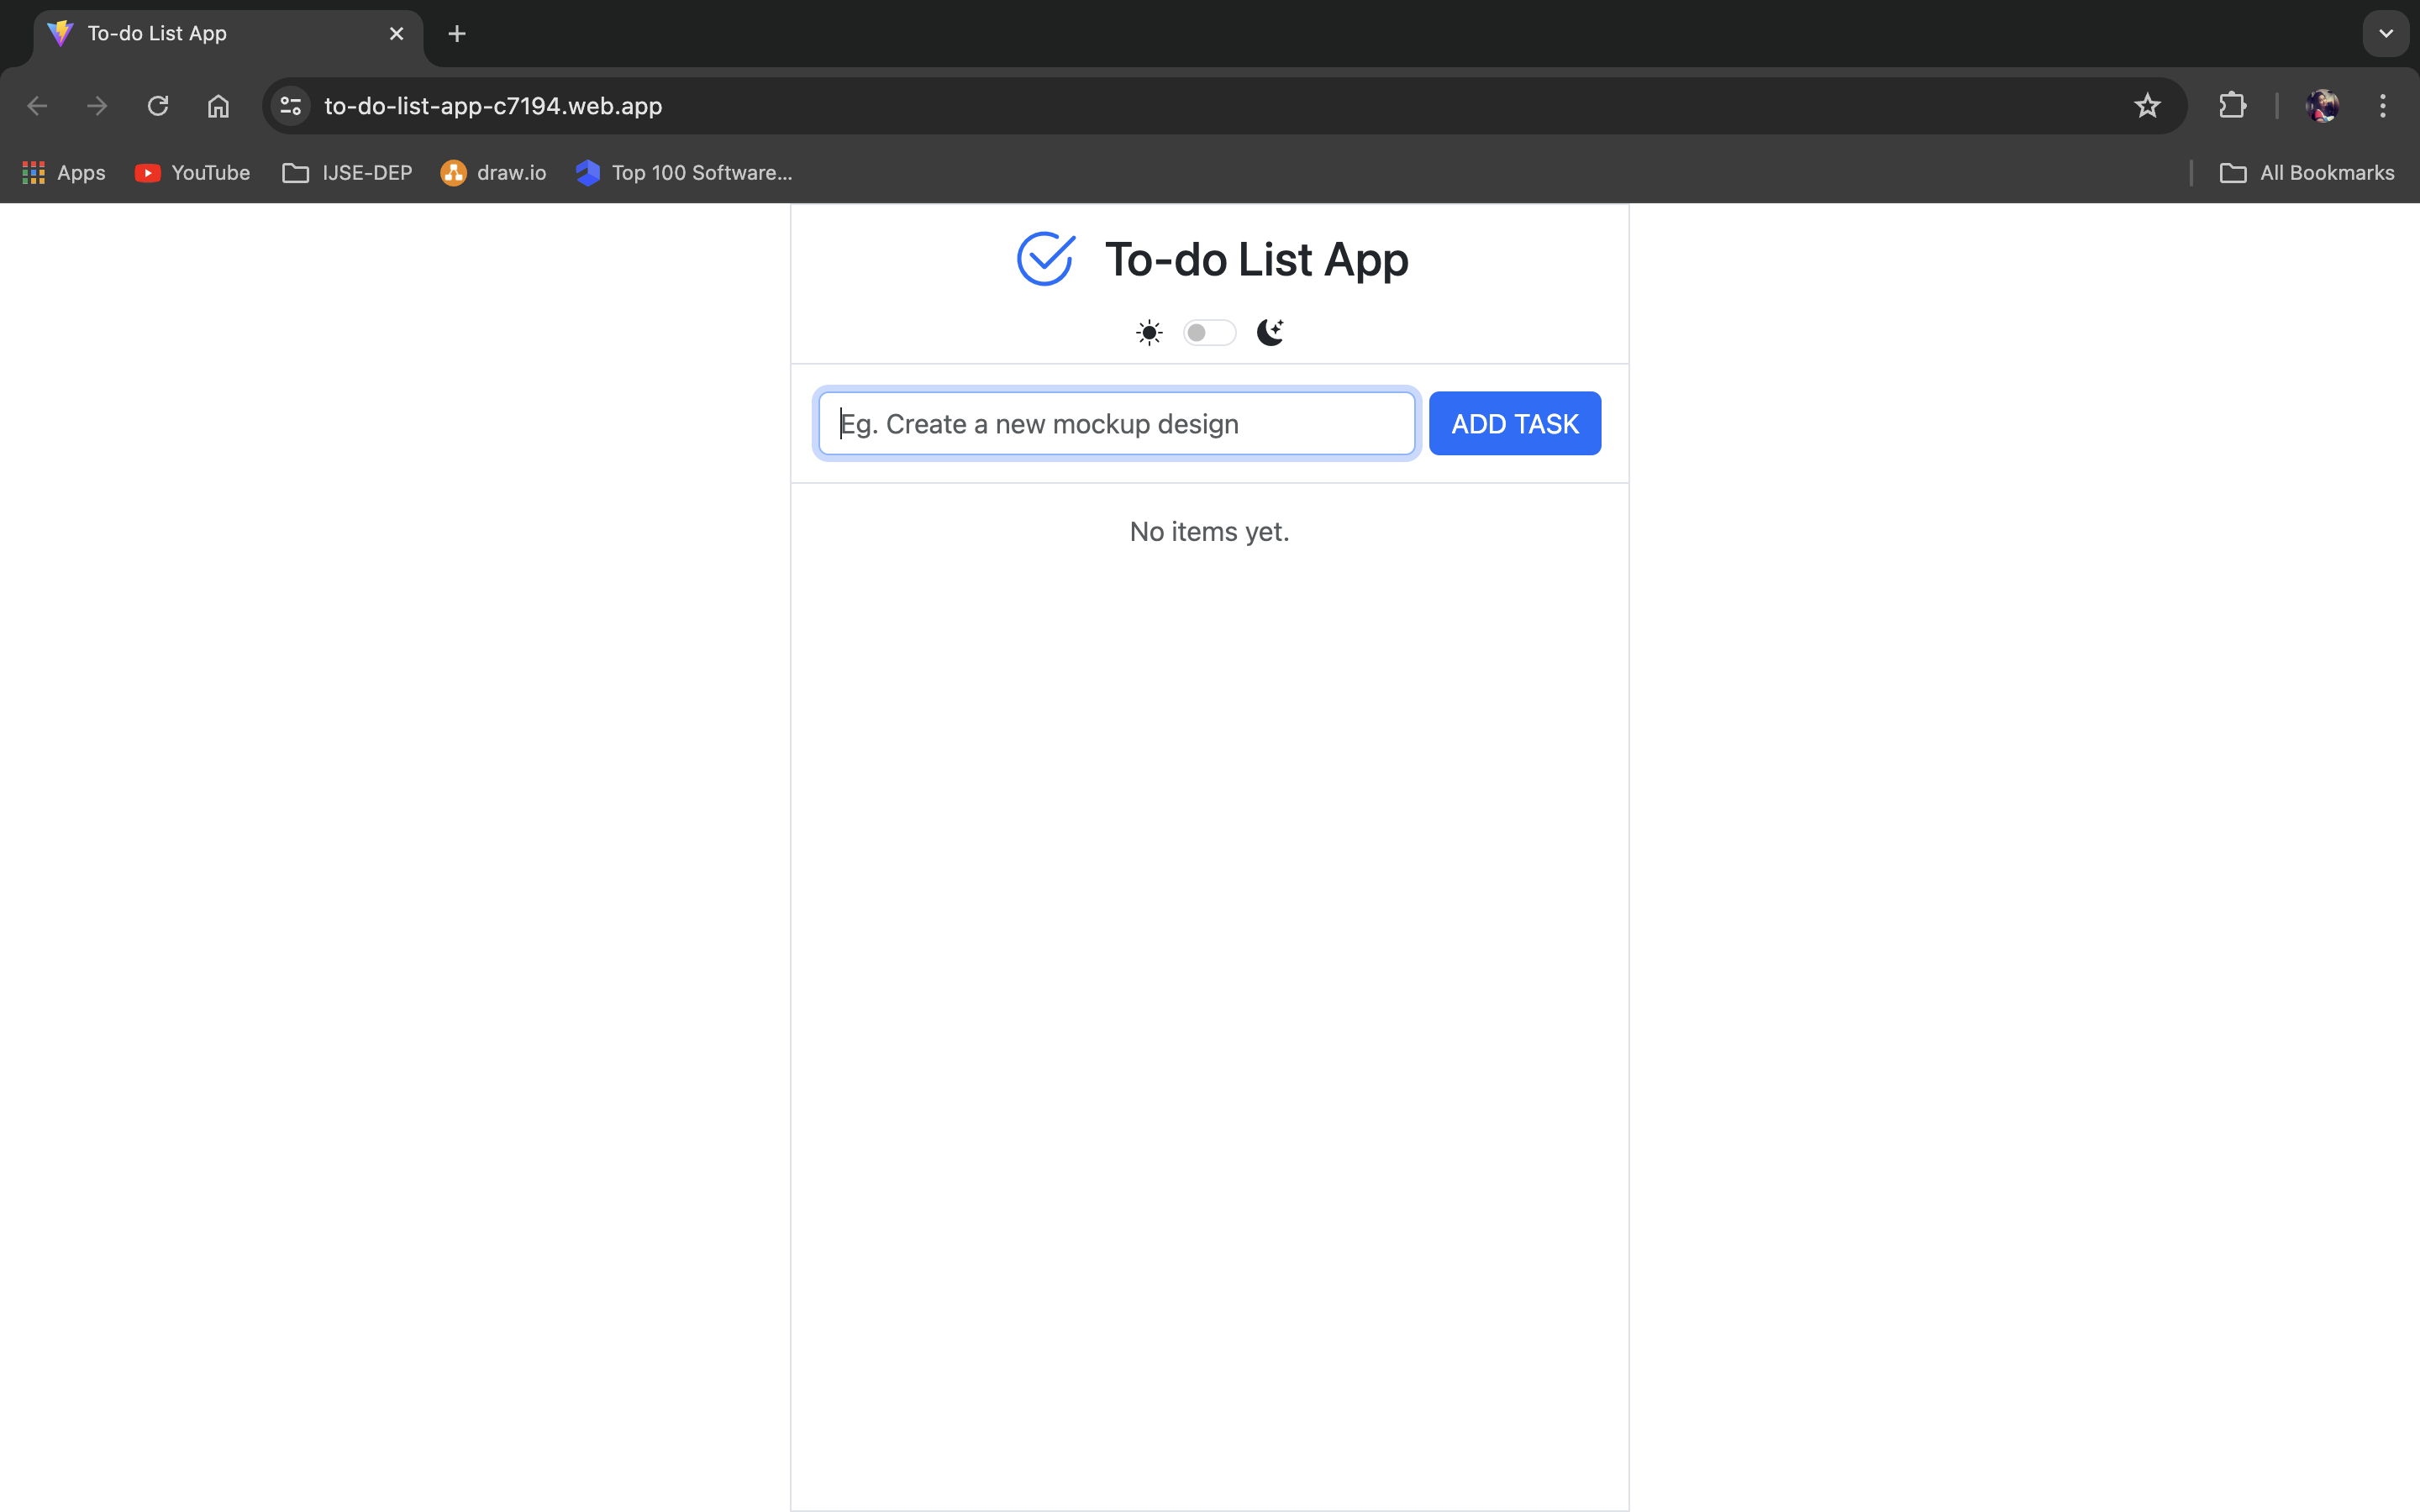 To-do List App
to-do-list-app-c7194.web.app
Apps YouTube IJSE-DEP draw.io Top 100 Software... All Bookmarks
To-do List App
Eg. Create a new mockup design ADD TASK
No items yet.